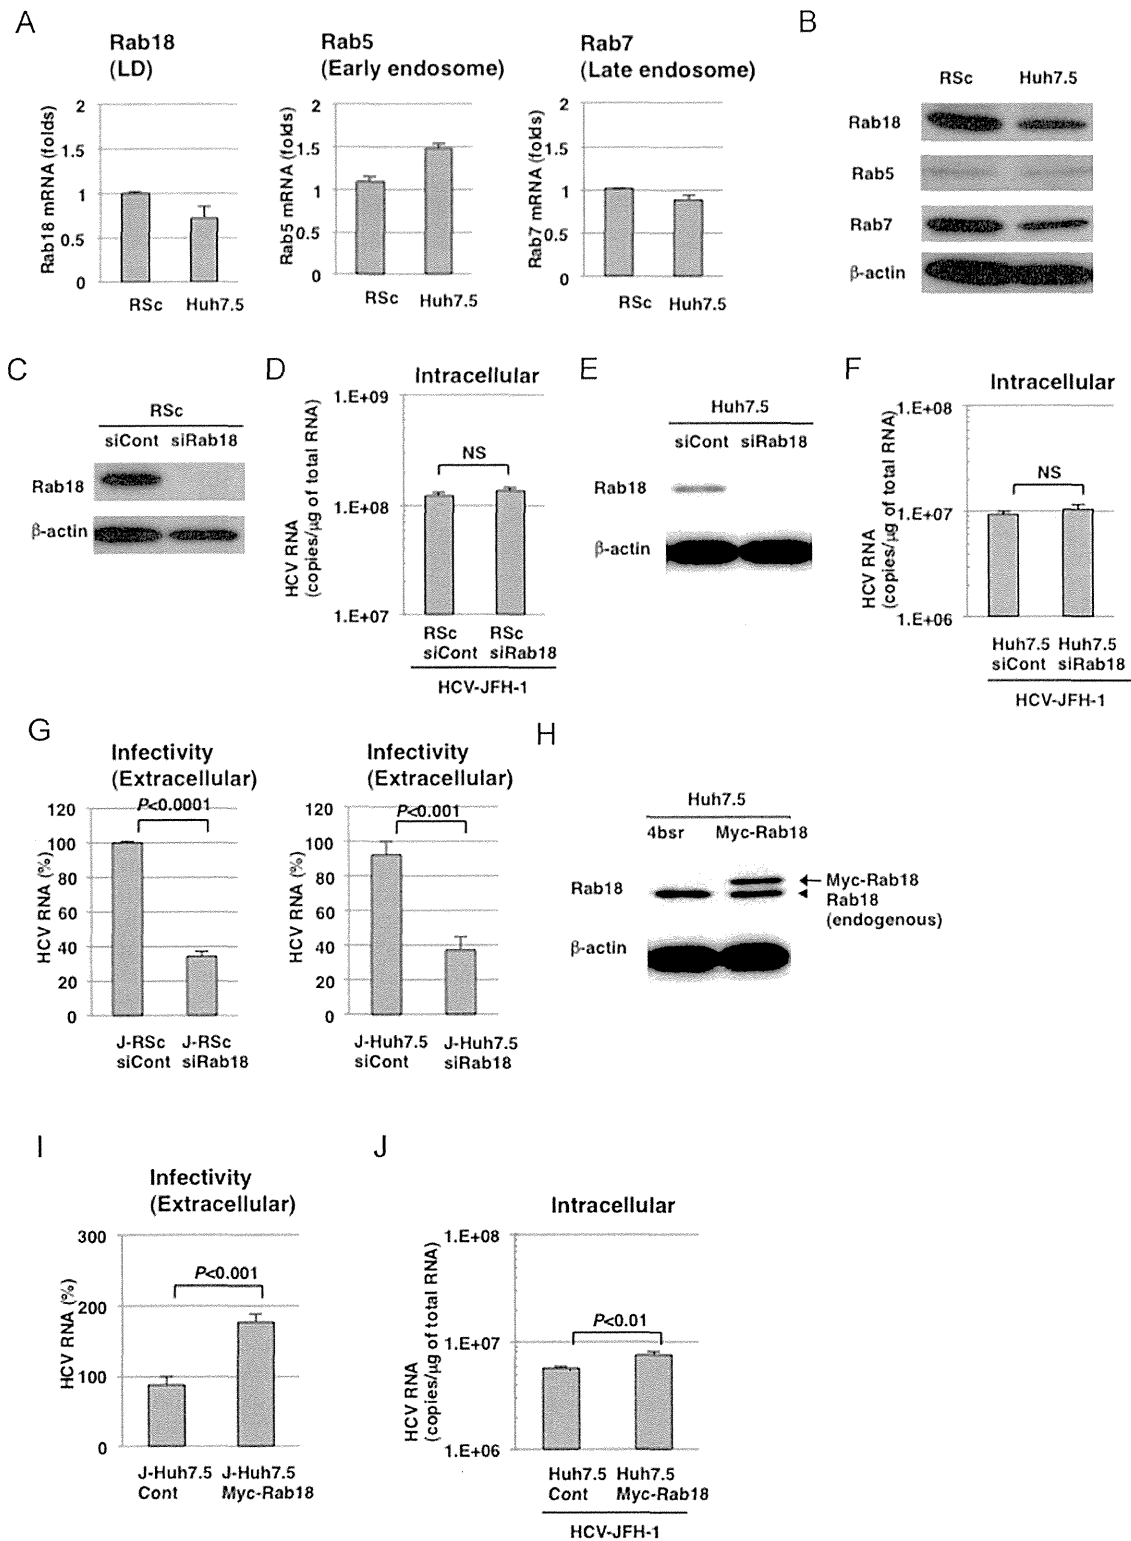 A
Rab18
(LD)
Rab18 mRNA (folds)
2
1.5
1
0.5
0
RSc Huh7.5
Rab5
(Early endosome)
Rab5 mRNA (folds)
2
1.5
1
0.5
0
RSc Huh7.5
Rab7
(Late endosome)
Rab7 mRNA (folds)
2
1.5
1
0.5
0
RSc Huh7.5
B
RSc Huh7.5
Rab18
Rab5
Rab7
β-actin
C
RSc
siCont siRab18
Rab18
β-actin
D
Intracellular
HCV RNA
(copies/μg of total RNA)
1.E+09
1.E+08
1.E+07
NS
RSc RSc
siCont siRab18
HCV-JFH-1
E
Huh7.5
siCont siRab18
Rab18
β-actin
F
Intracellular
HCV RNA
(copies/μg of total RNA)
1.E+08
1.E+07
1.E+06
NS
Huh7.5 Huh7.5
siCont siRab18
HCV-JFH-1
G
Infectivity
(Extracellular)
HCV RNA (%)
120
100
80
60
40
20
0
P<0.0001
J-RSc J-RSc
siCont siRab18
Infectivity
(Extracellular)
HCV RNA (%)
120
100
80
60
40
20
0
P<0.001
J-Huh7.5 J-Huh7.5
siCont siRab18
H
Huh7.5
4bsr Myc-Rab18
Rab18
Myc-Rab18
Rab18
(endogenous)
β-actin
I
Infectivity
(Extracellular)
HCV RNA (%)
300
200
100
0
P<0.001
J-Huh7.5 J-Huh7.5
Cont Myc-Rab18
J
Intracellular
HCV RNA
(copies/μg of total RNA)
1.E+08
1.E+07
1.E+06
P<0.01
Huh7.5 Huh7.5
Cont Myc-Rab18
HCV-JFH-1